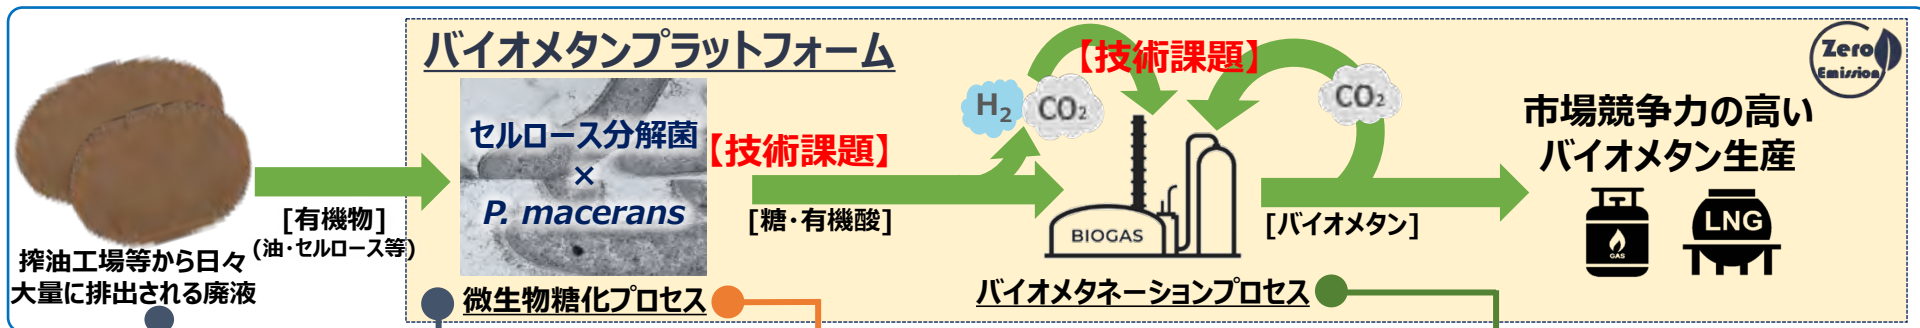 バイオメタンプラットフォーム
搾油工場等から日々
大量に排出される廃液
[有機物]
(油・セルロース等)
セルロース分解菌
×
P. macerans
微生物糖化プロセス
【技術課題】
[糖・有機酸]
H₂
CO₂
【技術課題】
CO₂
BIOGAS
バイオメタネーションプロセス
[バイオメタン]
Zero
Emission
市場競争力の高い
バイオメタン生産
GAS
LNG